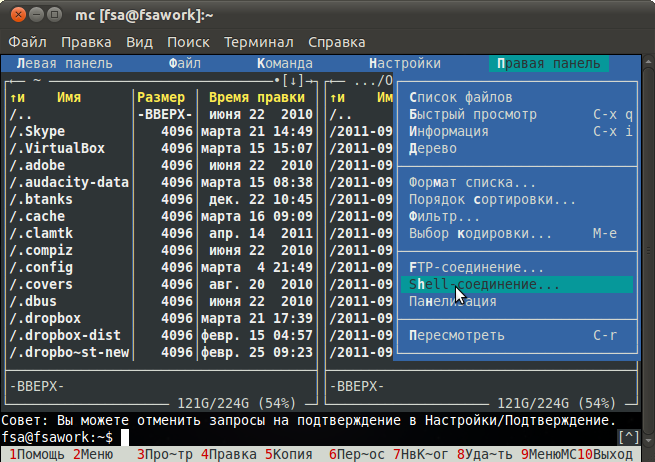 mc [fsa@fsawork]:~
Файл Правка Вид Поиск Терминал Справка
Левая панель Файл Команда Настройки Правая панель
~ [↓] .../О
↑и Имя Размер Время правки ↑и Им
/.. -ВВЕРХ- июня 22 2010 /..
/.Skype 4096 марта 21 14:49 /2011-09
/.VirtualBox 4096 марта 15 15:07 /2011-09
/.adobe 4096 июня 22 2010 /2011-09
/.audacity-data 4096 марта 15 08:38 /2011-09
/.btanks 4096 дек. 22 10:45 /2011-09
/.cache 4096 марта 16 09:09 /2011-09
/.clamtk 4096 апр. 14 2011 /2011-09
/.compiz 4096 июня 22 2010 /2011-09
/.config 4096 марта 4 21:49 /2011-09
/.covers 4096 авг. 20 2010 /2011-09
/.dbus 4096 июня 22 2010 /2011-09
/.dropbox 4096 марта 21 17:39 /2011-09
/.dropbox-dist 4096 февр. 15 04:57 /2011-09
/.dropbo~st-new 4096 февр. 25 09:23 /2011-09
Список файлов
Быстрый просмотр C-x q
Информация C-x i
Дерево
Формат списка...
Порядок сортировки...
Фильтр...
Выбор кодировки... M-e
FTP-соединение...
Shell-соединение...
Панелизация
Пересмотреть C-r
-ВВЕРХ- -ВВЕРХ-
121G/224G (54%) 121G/224G (54%)
Совет: Вы можете отменить запросы на подтверждение в Настройки/Подтверждение.
fsa@fsawork:~$ [^]
1Помощь 2Меню 3Про~тр 4Правка 5Копия 6Пер~ос 7НвК~ог 8Уда~ть 9МенюМС 10Выход